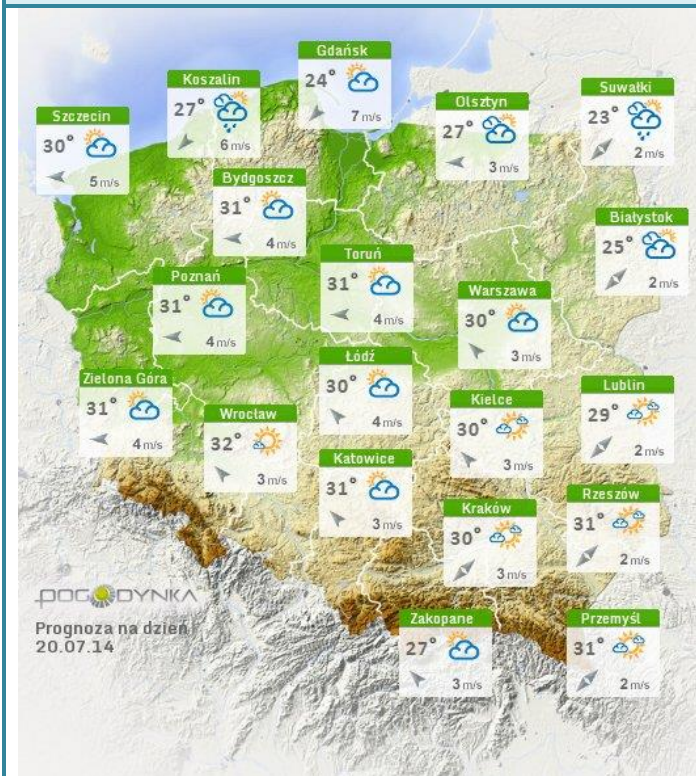 Gdańsk
24°
7 m/s
Koszalin
27°
6 m/s
Suwałki
23°
2 m/s
Olsztyn
27°
3 m/s
Szczecin
30°
5 m/s
Bydgoszcz
31°
4 m/s
Białystok
25°
2 m/s
Toruń
31°
4 m/s
Poznań
31°
4 m/s
Warszawa
30°
3 m/s
Łódź
30°
4 m/s
Zielona Góra
31°
4 m/s
Lublin
29°
2 m/s
Kielce
30°
3 m/s
Wrocław
32°
3 m/s
Katowice
31°
3 m/s
Rzeszów
31°
2 m/s
Kraków
30°
3 m/s
POGODYNKA
Prognoza na dzień
20.07.14
Zakopane
27°
3 m/s
Przemyśl
31°
2 m/s